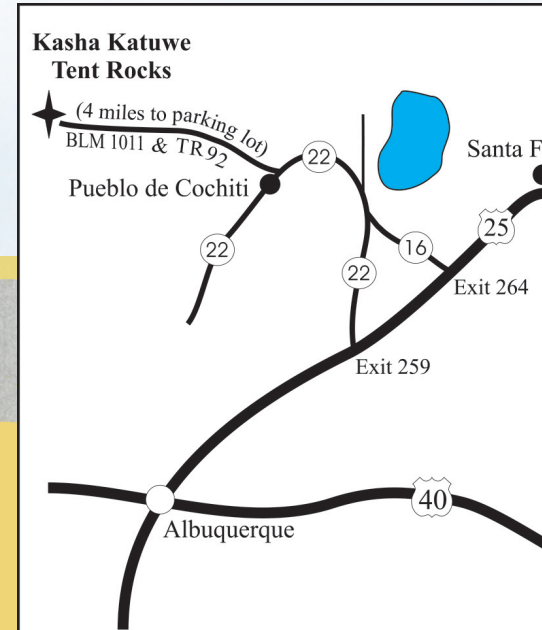 Kasha Katuwe
Tent Rocks
(4 miles to parking lot)
BLM 1011 & TR 92
Pueblo de Cochiti
22
Santa F
25
22
16
22
Exit 264
Exit 259
40
Albuquerque